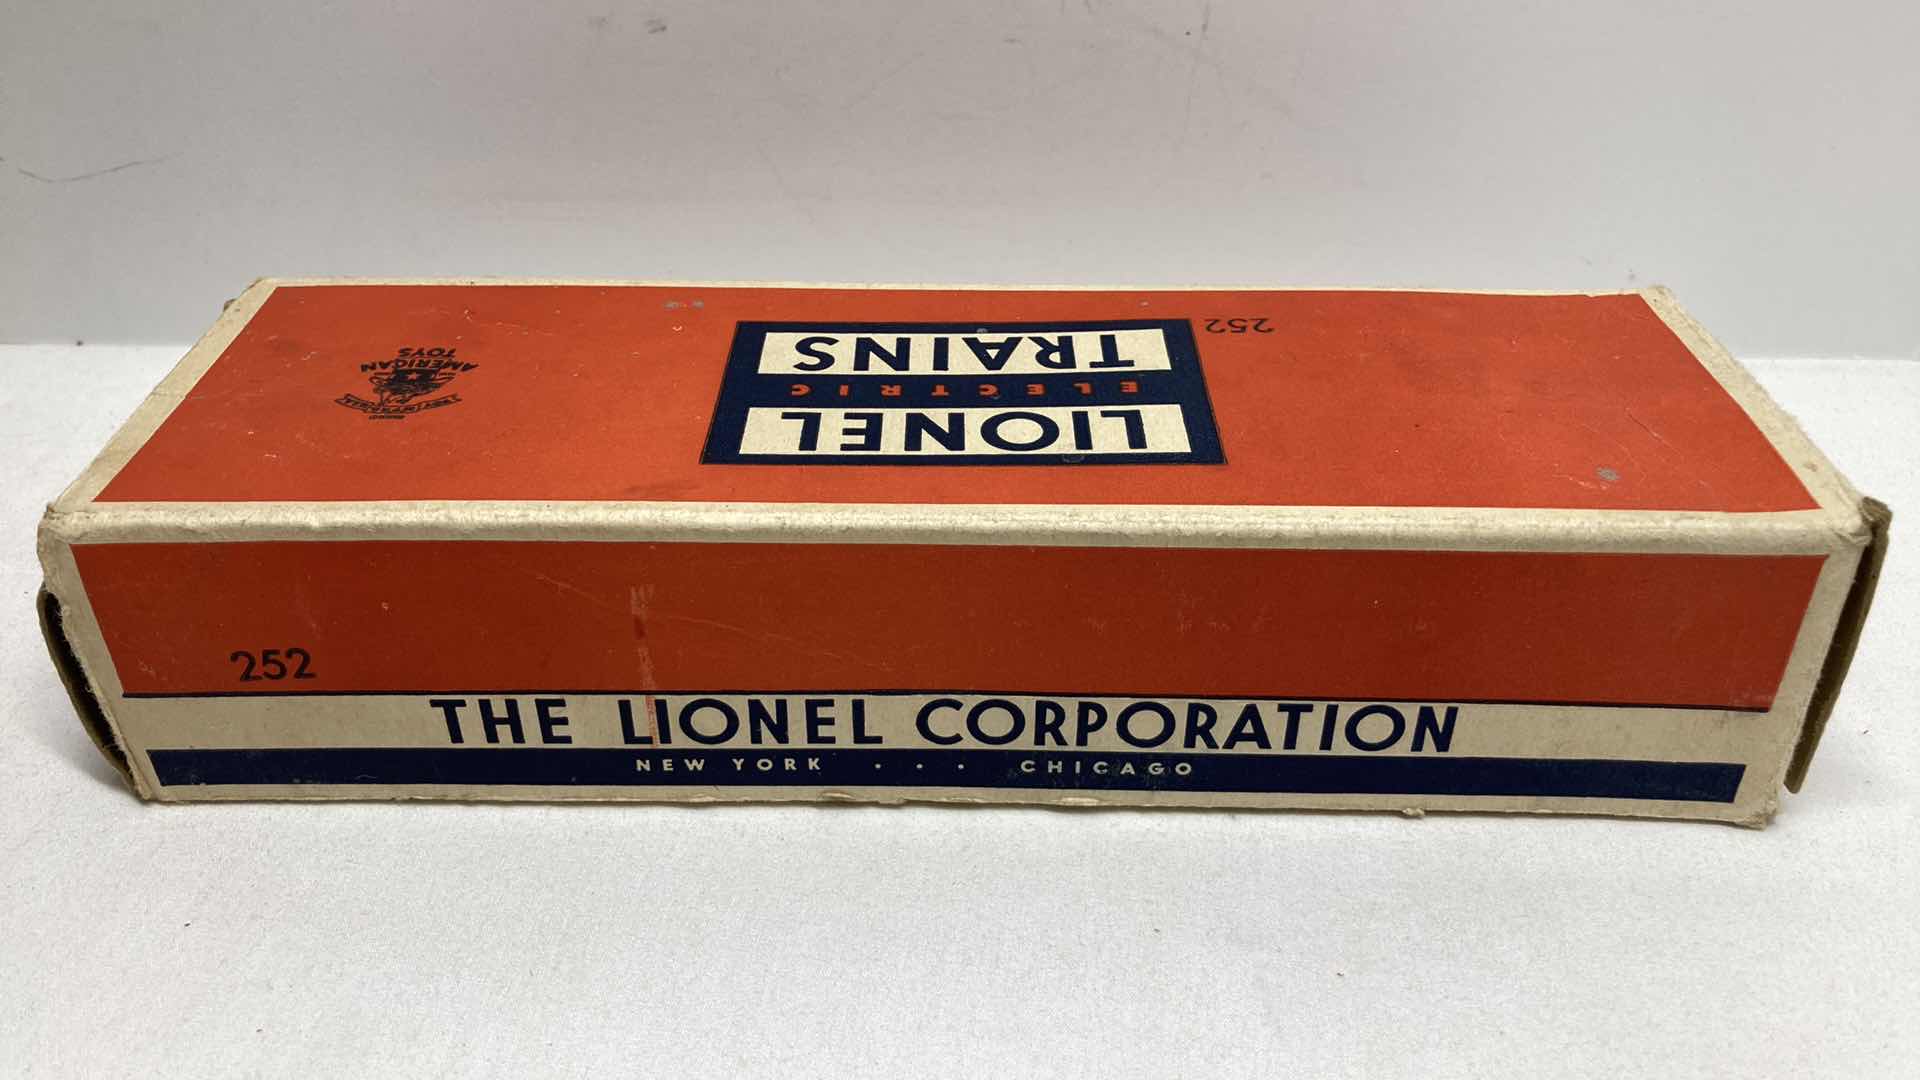 LIONEL
ELECTRIC
TRAINS
252
AMERICAN
TOYS
252
THE LIONEL CORPORATION
NEW YORK . . . CHICAGO